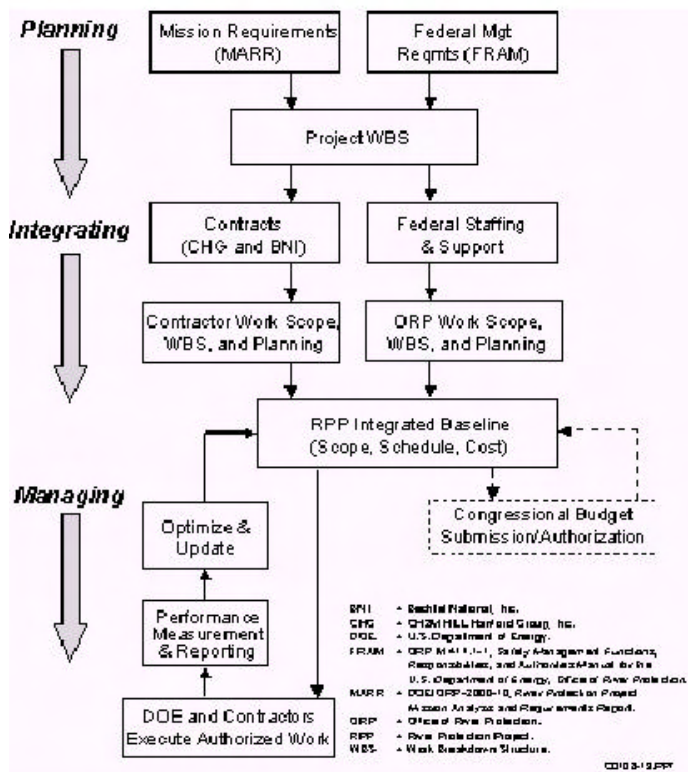 Planning
Mission Requirements
(MARR)
Federal Mgt
Reqmts (FRAM)
Project WBS
Integrating
Contracts
(CHG and BNI)
Federal Staffing
& Support
Contractor Work Scope,
WBS, and Planning
ORP Work Scope,
WBS, and Planning
RPP Integrated Baseline
(Scope, Schedule, Cost)
Managing
Optimize &
Update
Congressional Budget
Submission/Authorization
Performance
Measurement
& Reporting
DOE and Contractors
Execute Authorized Work
BNI = Bechtel National, Inc.
CHG = CH2M HILL Hanford Group, Inc.
DOE = U.S. Department of Energy.
FRAM = ORP Safety Management Functions,
Responsibilities, and Authorities Manual for the
U.S. Department of Energy, Office of River Protection.
MARR = DOE/ORP-2000-10, River Protection Project
Mission Analysis and Requirements Report.
ORP = Office of River Protection.
RPP = River Protection Project.
WBS = Work Breakdown Structure.